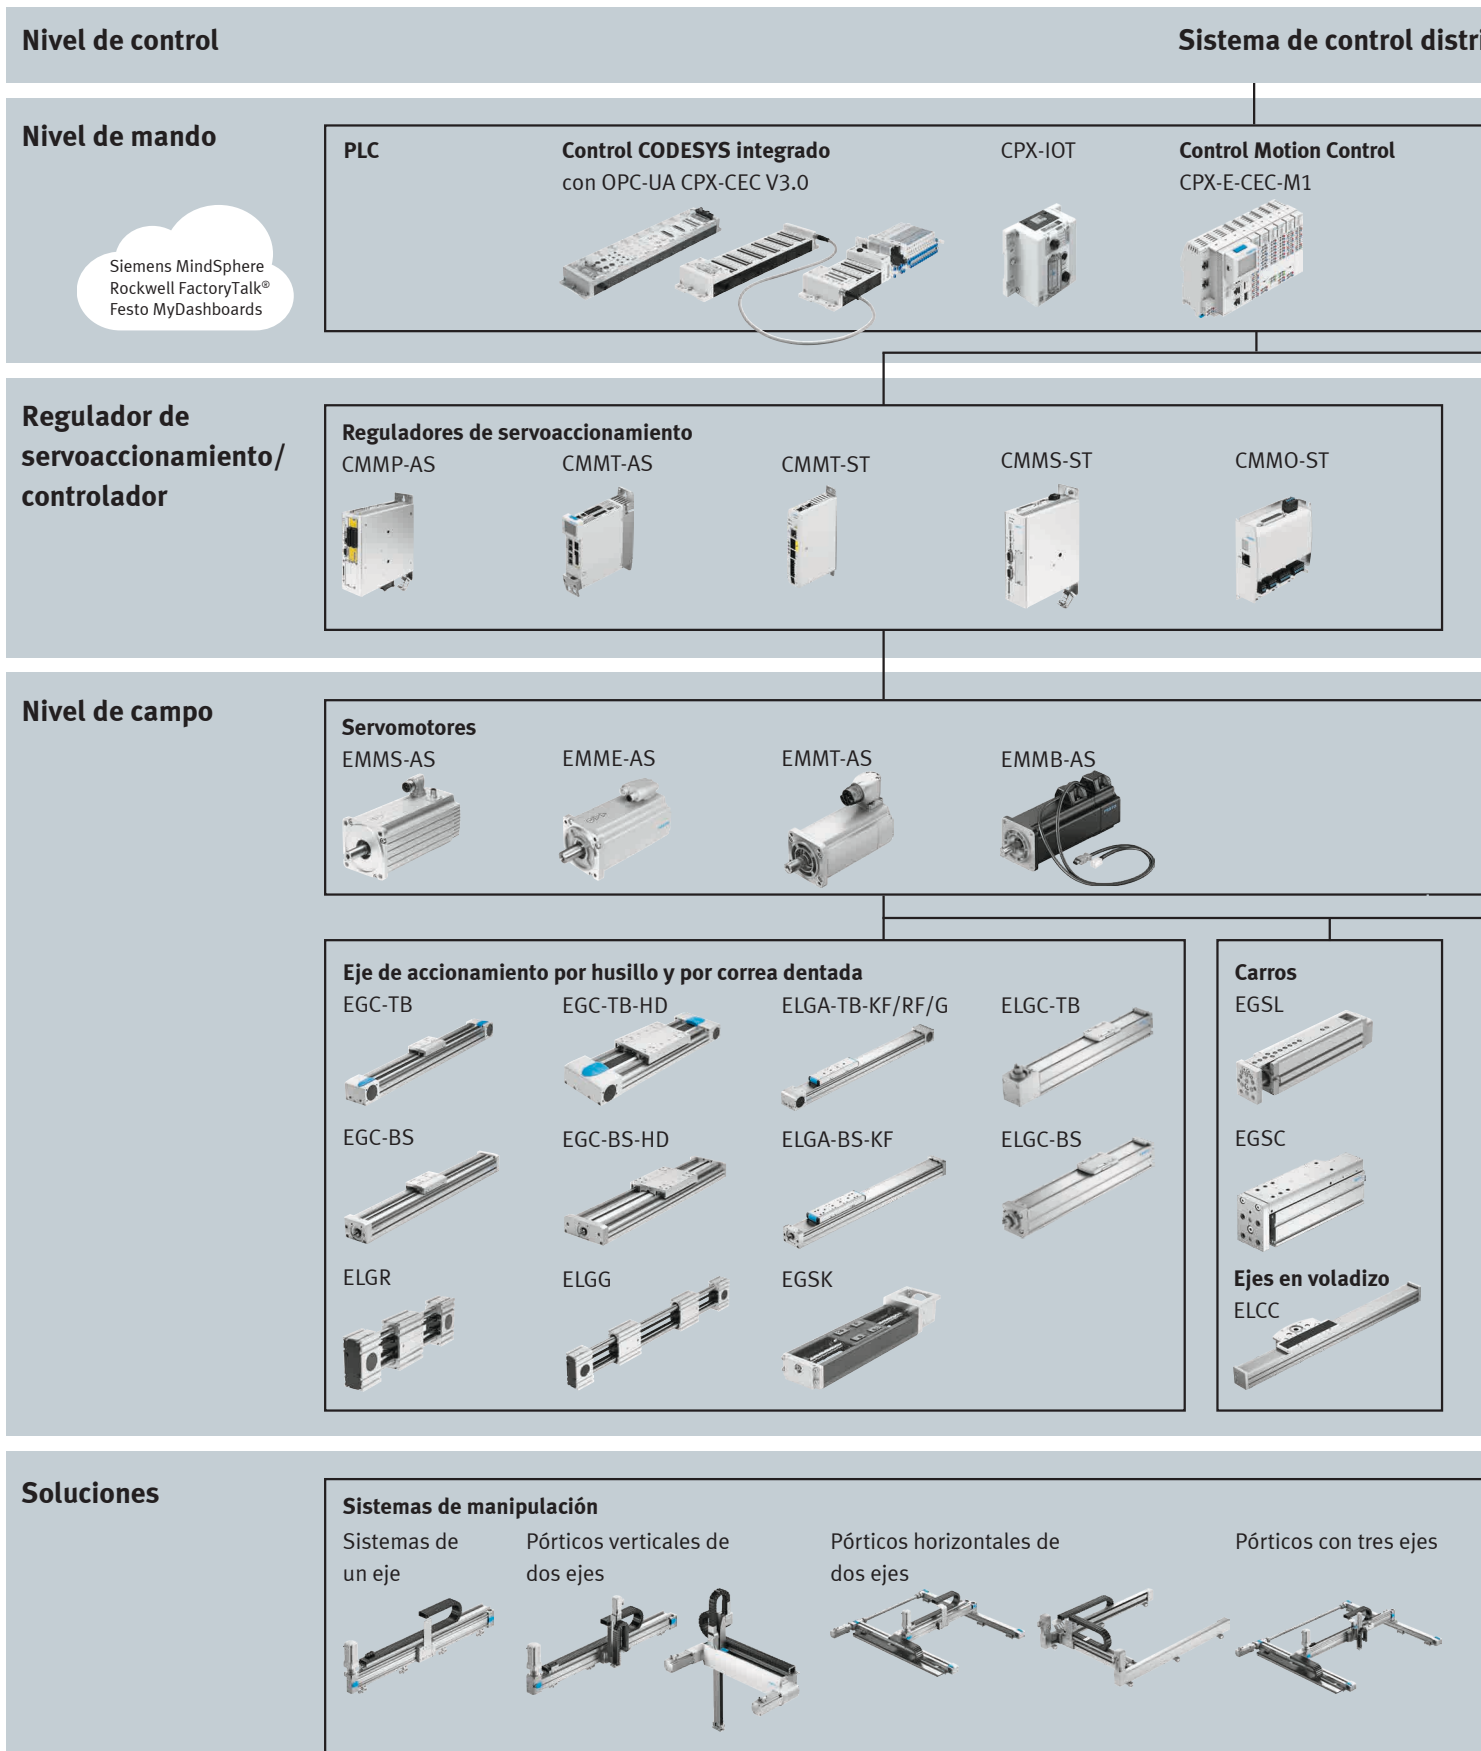 Nivel de control
Sistema de control distri
Nivel de mando
Siemens MindSphere
Rockwell FactoryTalk®
Festo MyDashboards
PLC
Control CODESYS integrado
con OPC-UA CPX-CEC V3.0
CPX-IOT
Control Motion Control
CPX-E-CEC-M1
Regulador de
servoaccionamiento/
controlador
Reguladores de servoaccionamiento
CMMP-AS
CMMT-AS
CMMT-ST
CMMS-ST
CMMO-ST
Nivel de campo
Servomotores
EMMS-AS
EMME-AS
EMMT-AS
EMMB-AS
Eje de accionamiento por husillo y por correa dentada
EGC-TB
EGC-TB-HD
ELGA-TB-KF/RF/G
ELGC-TB
EGC-BS
EGC-BS-HD
ELGA-BS-KF
ELGC-BS
ELGR
ELGG
EGSK
Carros
EGSL
EGSC
Ejes en voladizo
ELCC
Soluciones
Sistemas de manipulación
Sistemas de
un eje
Pórticos verticales de
dos ejes
Pórticos horizontales de
dos ejes
Pórticos con tres ejes